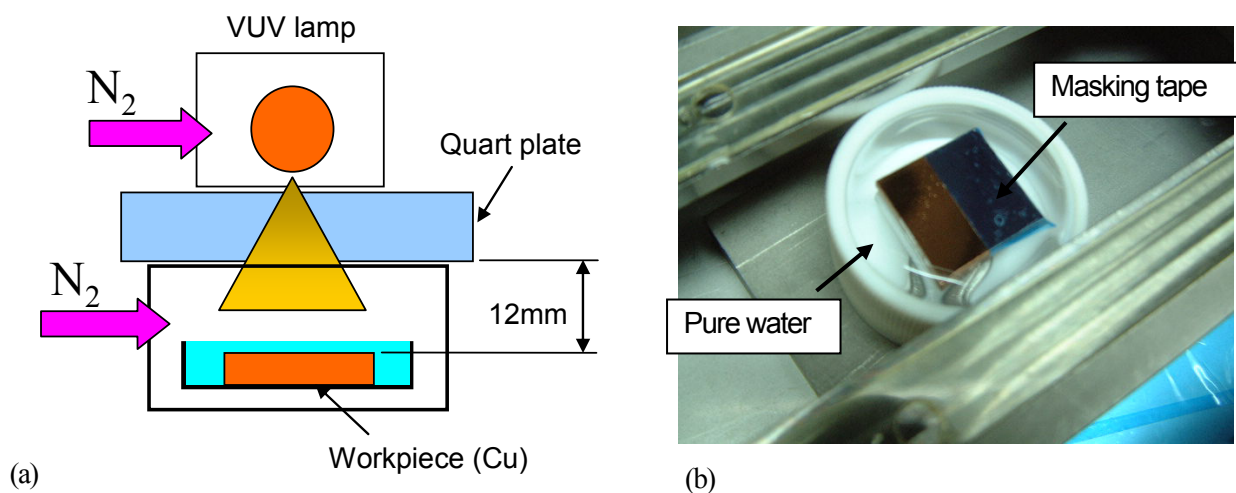 VUV lamp
N2
Quart plate
N2
12mm
Workpiece (Cu)
(a)
Masking tape
Pure water
(b)